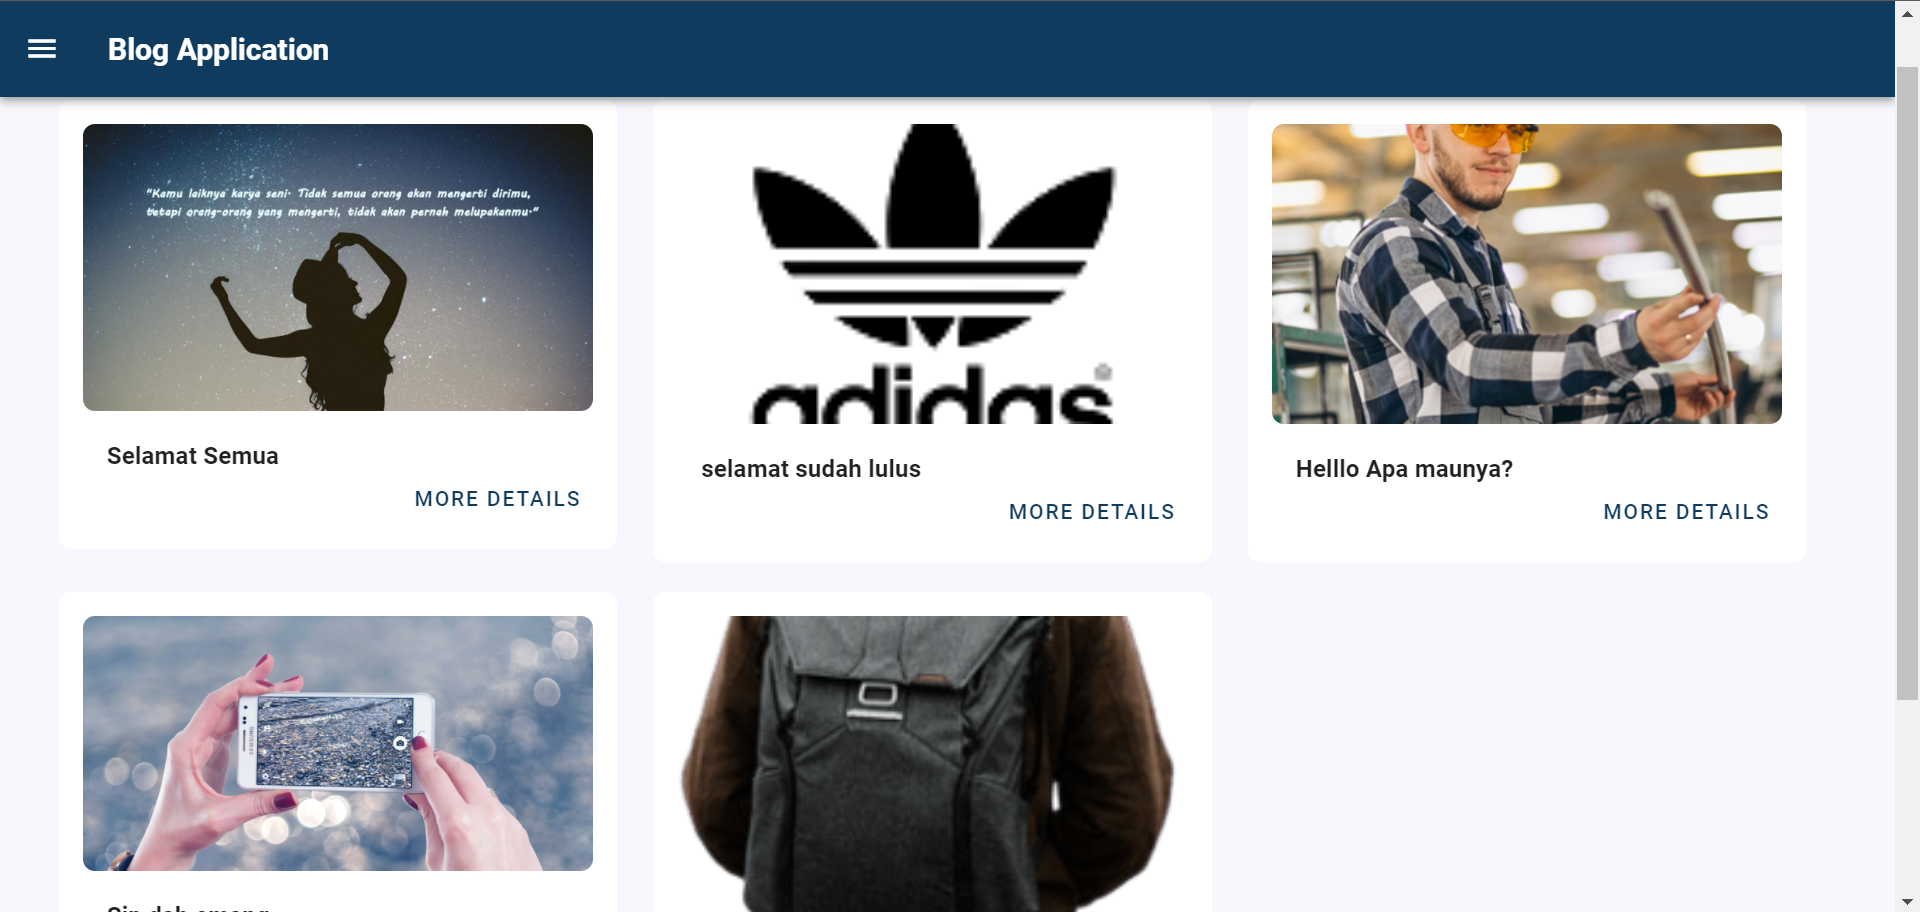 Blog Application
"Kamu laiknya karya seni. Tidak semua orang akan mengerti dirimu,
tetapi orang-orang yang mengerti, tidak akan pernah melupakanmu."
adidas®
Selamat Semua
MORE DETAILS
selamat sudah lulus
MORE DETAILS
Helllo Apa maunya?
MORE DETAILS